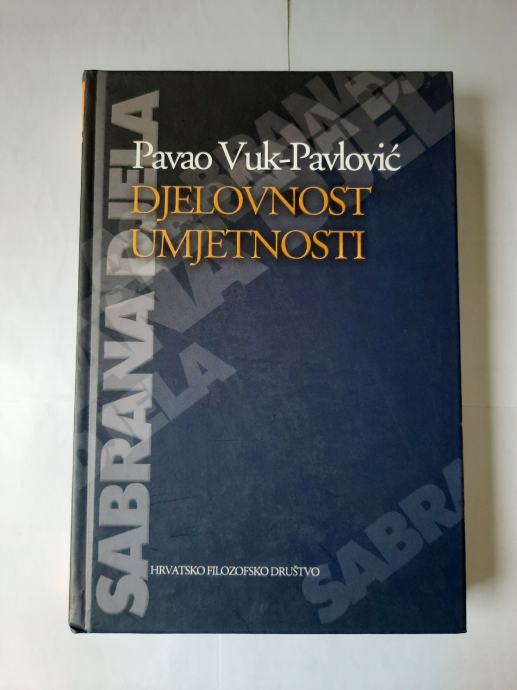 Pavao Vuk-Pavlović
DJELOVNOST
UMJETNOSTI
SABRANA DJELA
HRVATSKO FILOZOFSKO DRUŠTVO